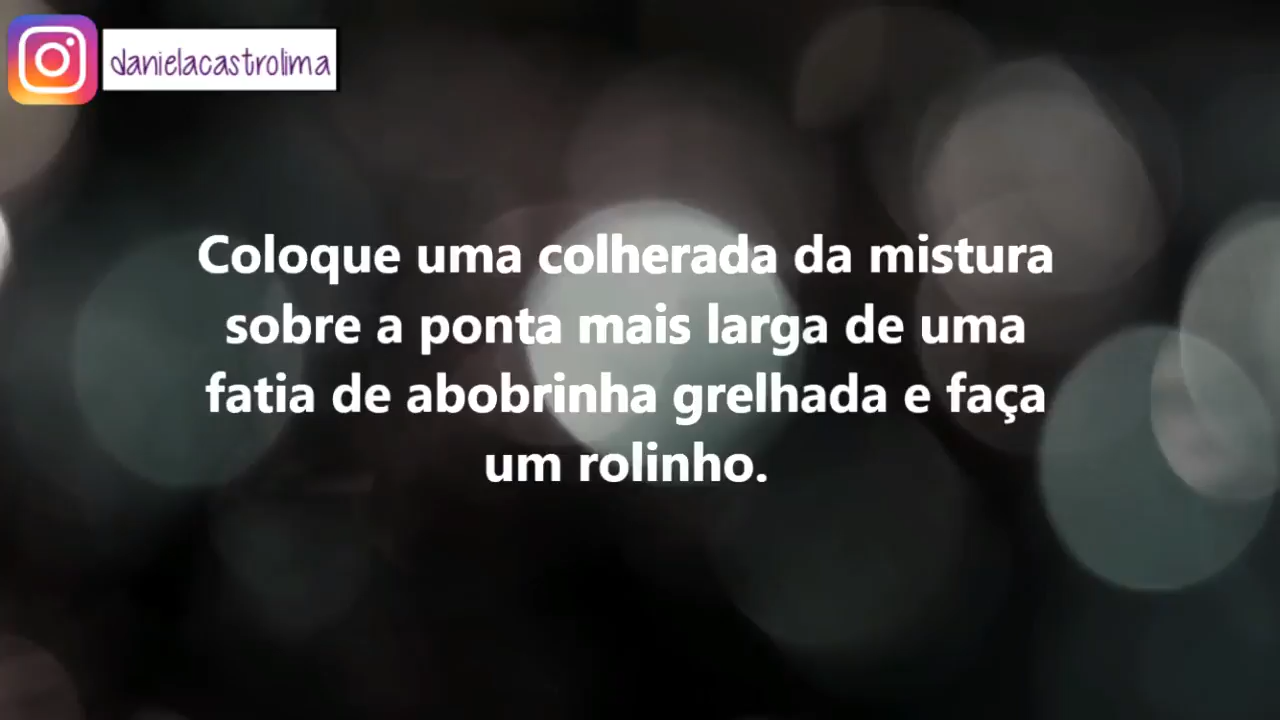 danielacastrolima
Coloque uma colherada da mistura
sobre a ponta mais larga de uma
fatia de abobrinha grelhada e faça
um rolinho.